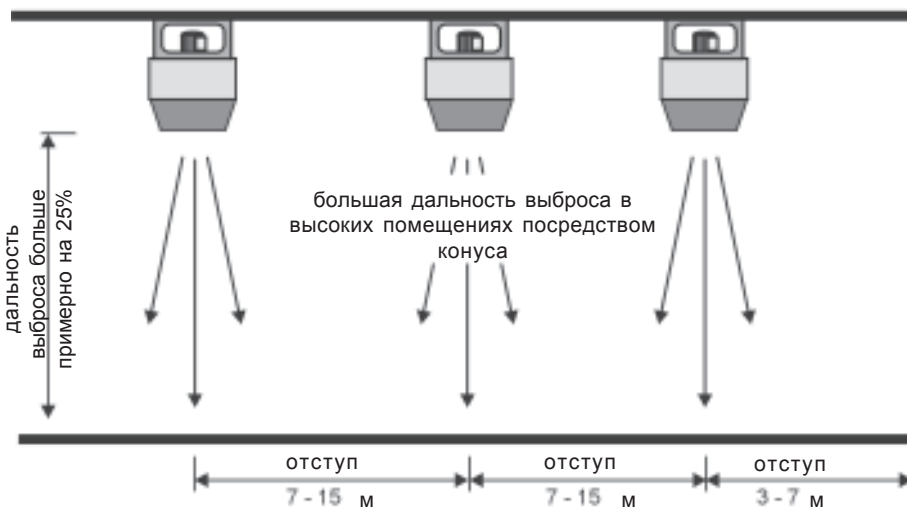 большая дальность выброса в
высоких помещениях посредством
конуса
дальность
выброса больше
примерно на 25%
отступ
7 - 15 м
отступ
7 - 15 м
отступ
3 - 7 м